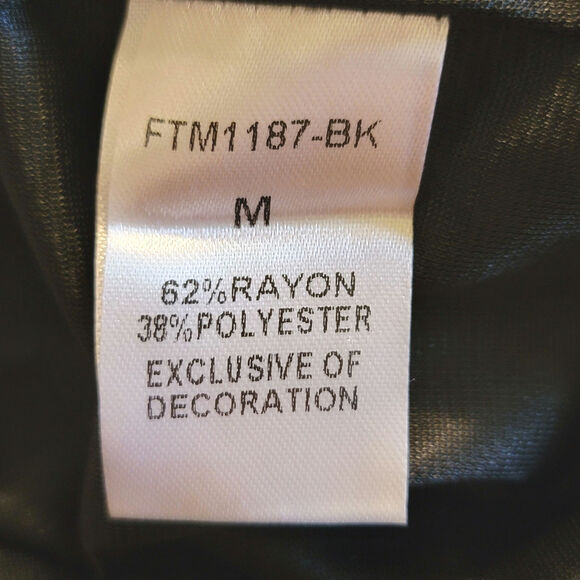 FTM1187-BK
M
62%RAYON
38%POLYESTER
EXCLUSIVE OF
DECORATION